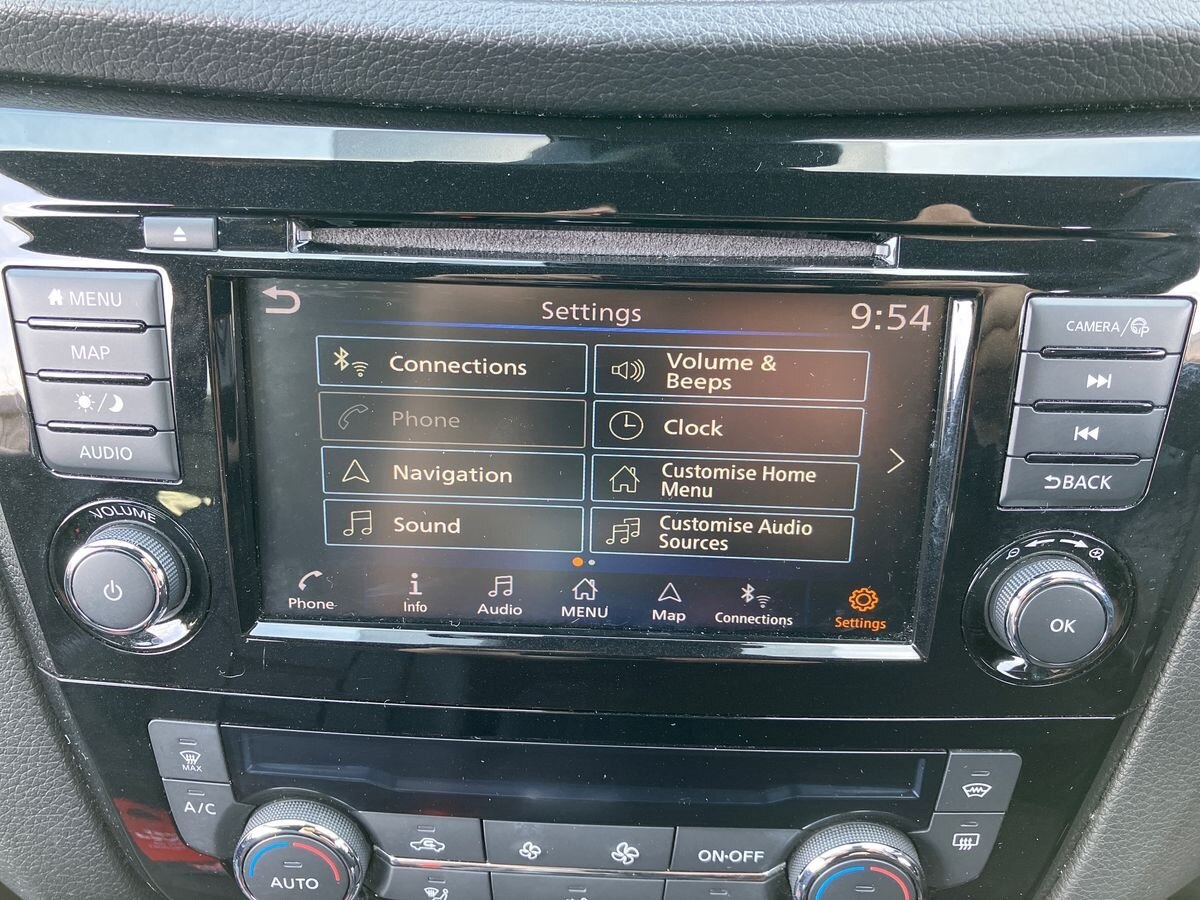 MENU
MAP
AUDIO
VOLUME
Settings
9:54
Connections
Volume &
Beeps
Phone
Clock
Navigation
Customise Home
Menu
Sound
Customise Audio
Sources
Phone
Info
Audio
MENU
Map
Connections
Settings
CAMERA/
BACK
OK
MAX
A/C
AUTO
ON·OFF